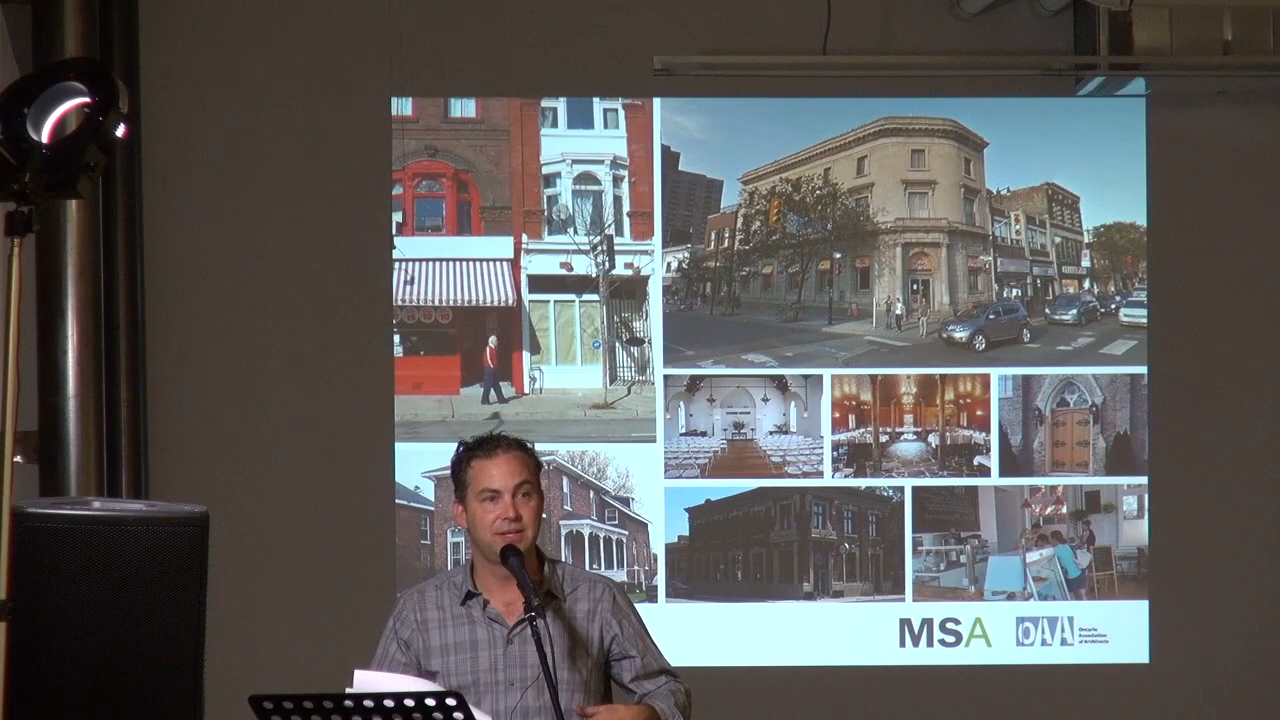 MSA
OAA
Ontario
Association
of Architects